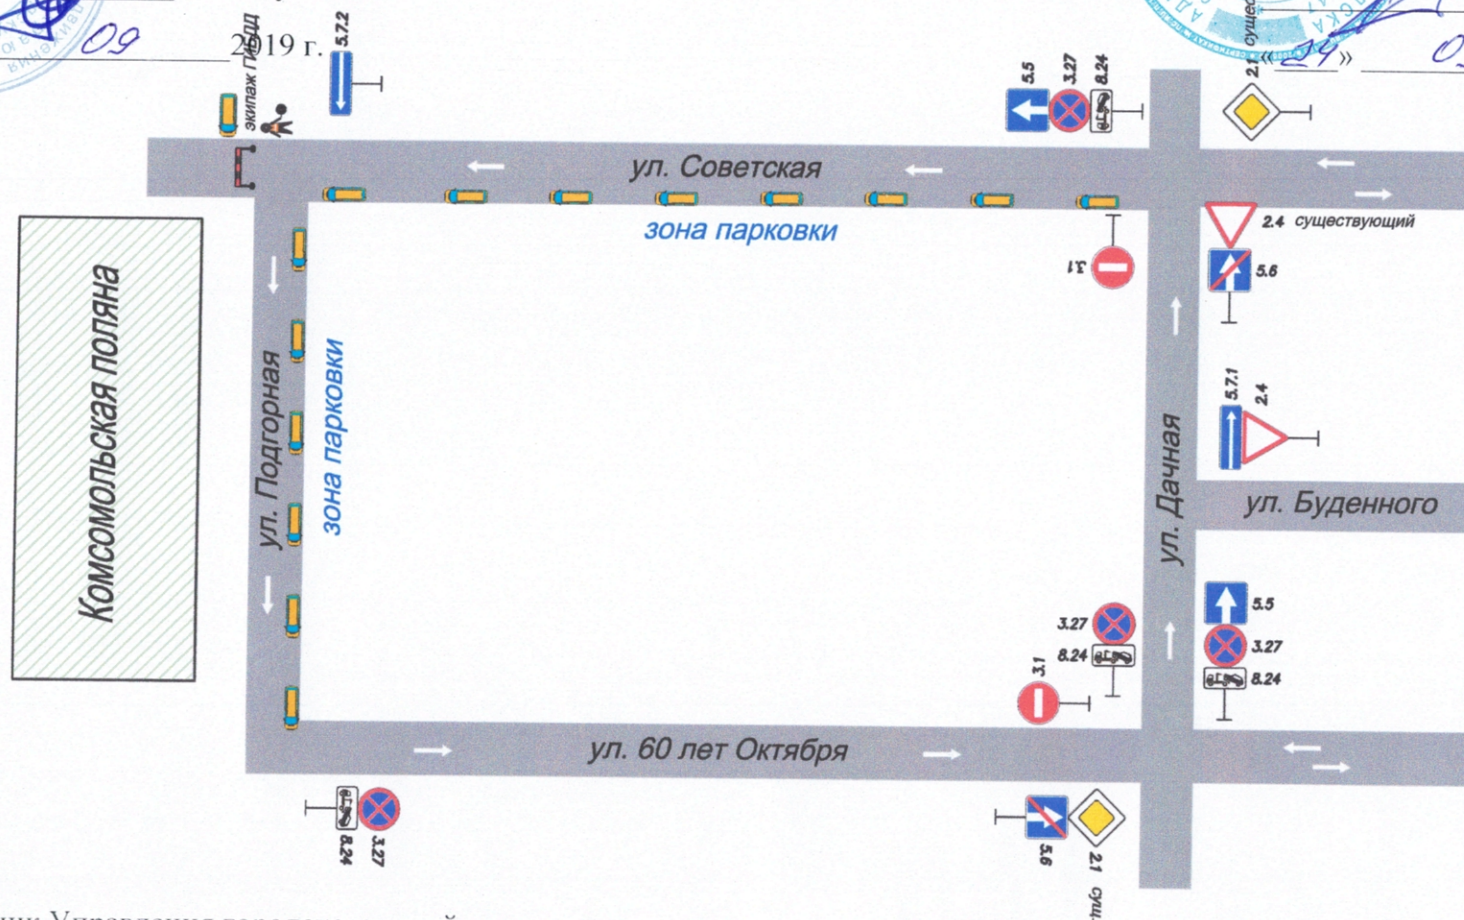 09
2019 г.
экипаж ГИБДД
5.7.2
5.5
3.27
8.24
2.1
«24»
ул. Советская
зона парковки
3.1
2.4 существующий
5.6
Комсомольская поляна
ул. Подгорная
зона парковки
5.7.1
2.4
ул. Дачная
ул. Буденного
3.27
8.24
3.1
5.5
3.27
8.24
ул. 60 лет Октября
8.24
3.27
5.6
2.1